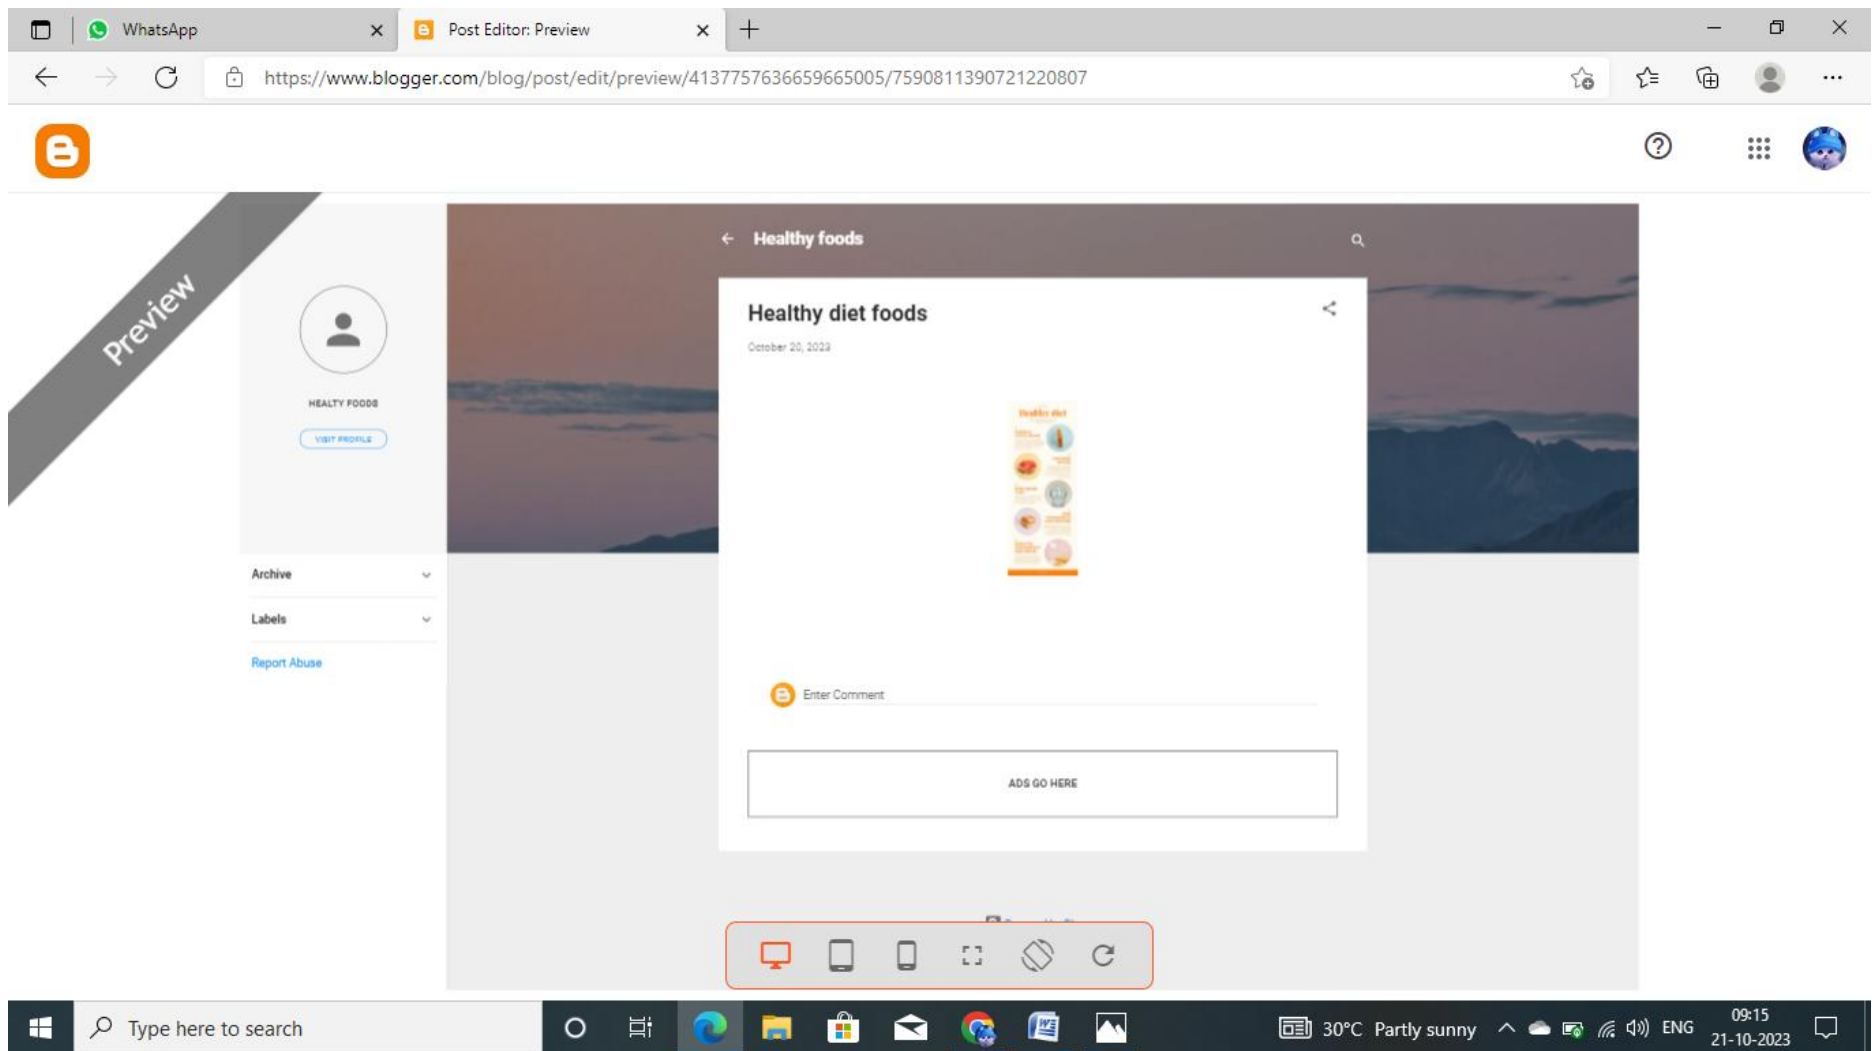 WhatsApp
Post Editor: Preview
https://www.blogger.com/blog/post/edit/preview/4137757636659665005/7590811390721220807
Preview
Healthy foods
Healthy diet foods
October 20, 2023
HEALTY FOODS
VISIT PROFILE
Healthy diet
Archive
Labels
Report Abuse
Enter Comment
ADS GO HERE
Type here to search
30°C Partly sunny
ENG
09:15
21-10-2023